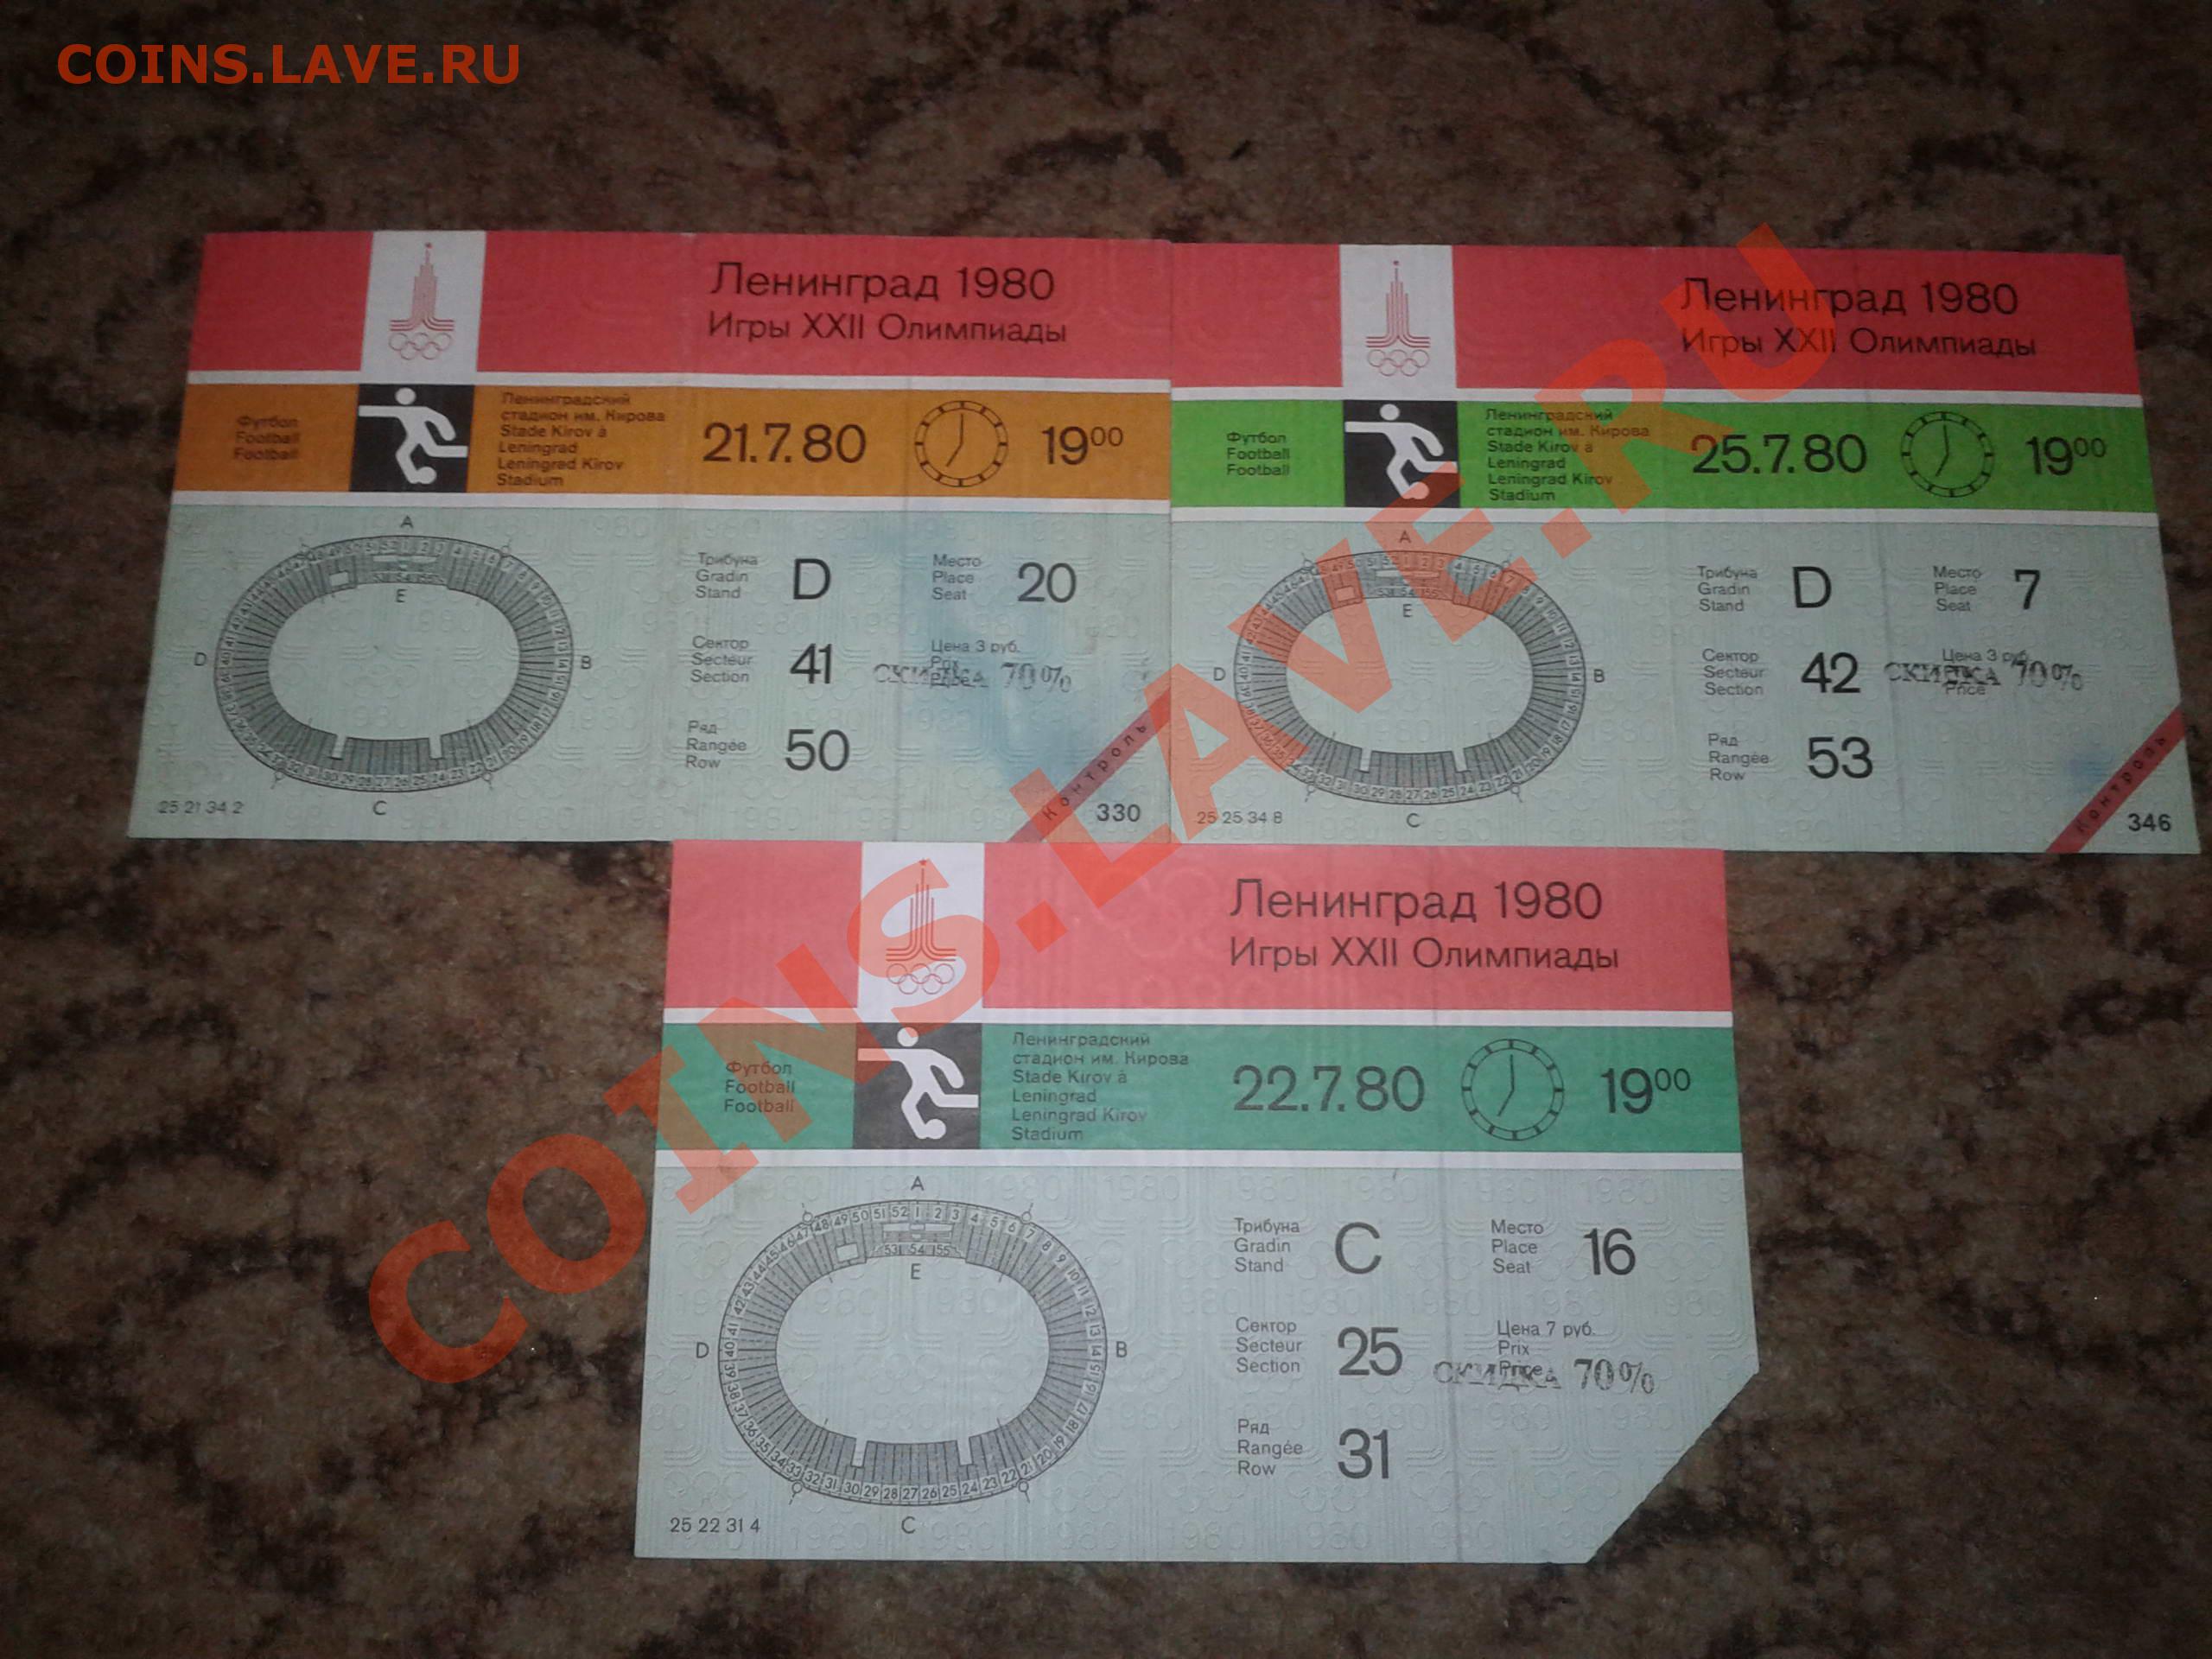 COINS.LAVE.RU
Ленинград 1980
Игры XXII Олимпиады
Футбол
Football
Football
Ленинградский
стадион им. Кирова
Stade Kirov à
Leningrad
Leningrad Kirov
Stadium
21.7.80
19⁰⁰
A
E
D
B
C
Трибуна
Gradin
Stand
D
Место
Place
Seat
20
Сектор
Secteur
Section
41
Цена 3 руб.
Prix
Price
СКИДКА 70%
Ряд
Rangée
Row
50
Контроль
25 21 34 2
330
Ленинград 1980
Игры XXII Олимпиады
Футбол
Football
Football
Ленинградский
стадион им. Кирова
Stade Kirov à
Leningrad
Leningrad Kirov
Stadium
25.7.80
19⁰⁰
A
E
D
B
C
Трибуна
Gradin
Stand
D
Место
Place
Seat
7
Сектор
Secteur
Section
42
Цена 3 руб.
Price
СКИДКА 70%
Ряд
Rangée
Row
53
Контроль
25 25 34 8
346
Ленинград 1980
Игры XXII Олимпиады
Футбол
Football
Football
Ленинградский
стадион им. Кирова
Stade Kirov à
Leningrad
Leningrad Kirov
Stadium
22.7.80
19⁰⁰
A
53 54 55
E
D
B
C
Трибуна
Gradin
Stand
C
Место
Place
Seat
16
Сектор
Secteur
Section
25
Цена 7 руб.
Prix
Price
СКИДКА 70%
Ряд
Rangée
Row
31
25 22 31 4
COINS.LAVE.RU